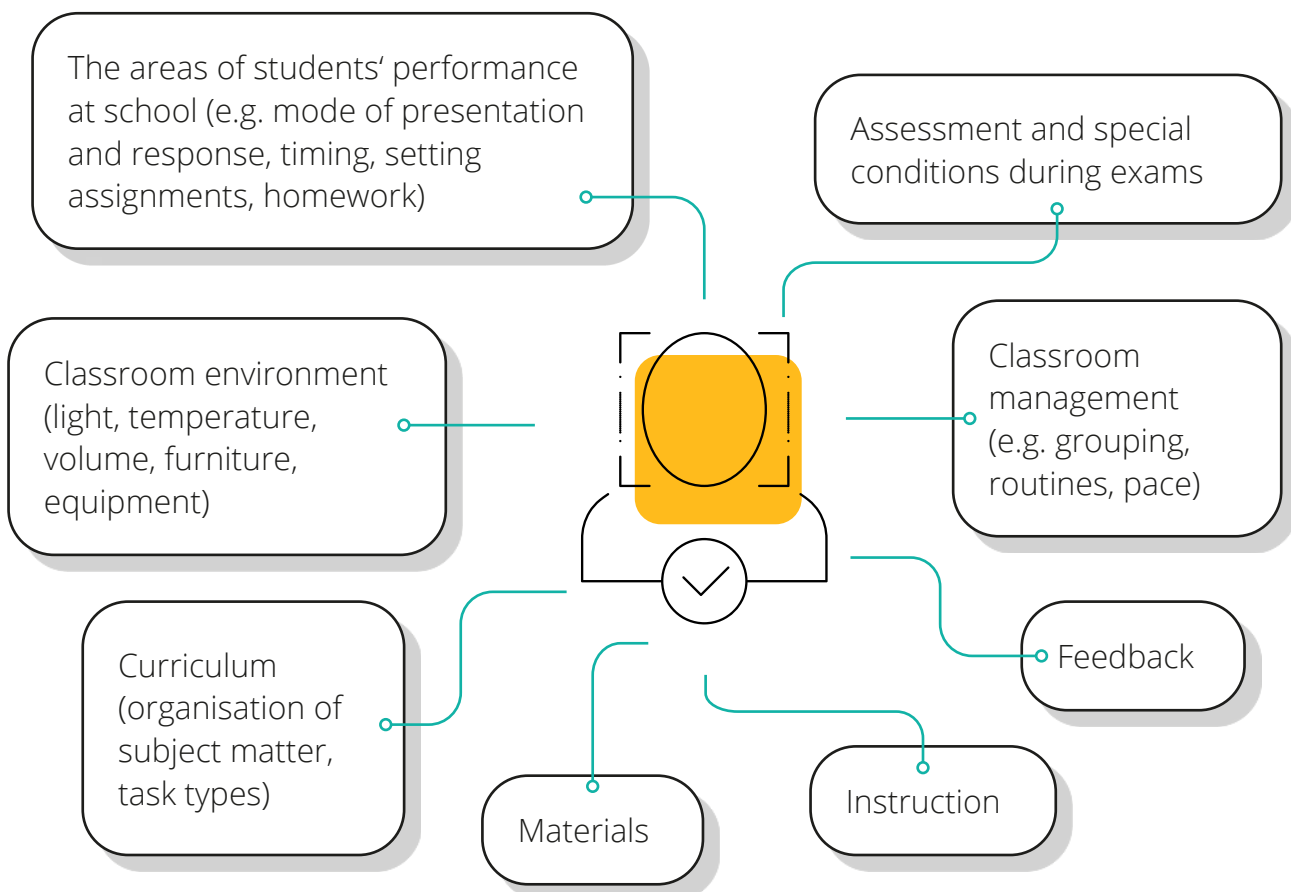 The areas of students‘ performance
at school (e.g. mode of presentation
and response, timing, setting
assignments, homework)
Assessment and special
conditions during exams
Classroom environment
(light, temperature,
volume, furniture,
equipment)
Classroom
management
(e.g. grouping,
routines, pace)
Curriculum
(organisation of
subject matter,
task types)
Feedback
Materials
Instruction